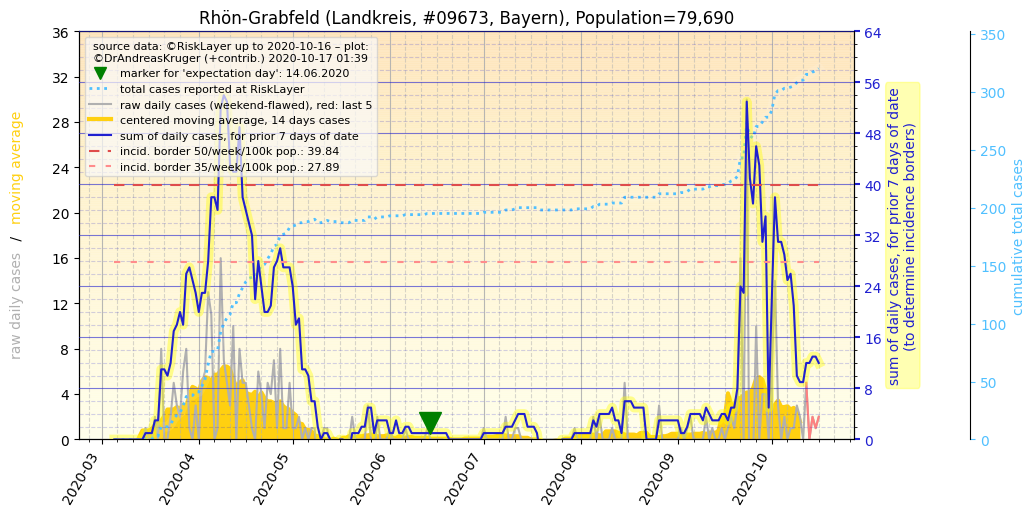 Rhön-Grabfeld (Landkreis, #09673, Bayern), Population=79,690
source data: ©RiskLayer up to 2020-10-16 – plot:
©DrAndreasKruger (+contrib.) 2020-10-17 01:39
marker for 'expectation day': 14.06.2020
total cases reported at RiskLayer
raw daily cases (weekend-flawed), red: last 5
centered moving average, 14 days cases
sum of daily cases, for prior 7 days of date
incid. border 50/week/100k pop.: 39.84
incid. border 35/week/100k pop.: 27.89
raw daily cases / moving average
36
32
28
24
20
16
12
8
4
0
2020-03
2020-04
2020-05
2020-06
2020-07
2020-08
2020-09
2020-10
64
56
48
40
32
24
16
8
0
sum of daily cases, for prior 7 days of date
(to determine incidence borders)
350
300
250
200
150
100
50
0
cumulative total cases